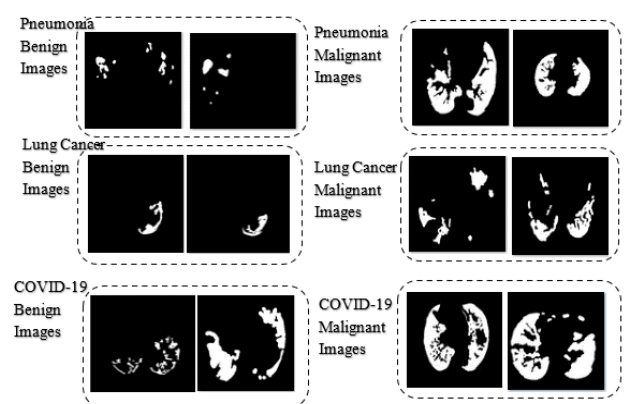 Pneumonia
Benign
Images
Pneumonia
Malignant
Images
Lung Cancer
Benign
Images
Lung Cancer
Malignant
Images
COVID-19
Benign
Images
COVID-19
Malignant
Images